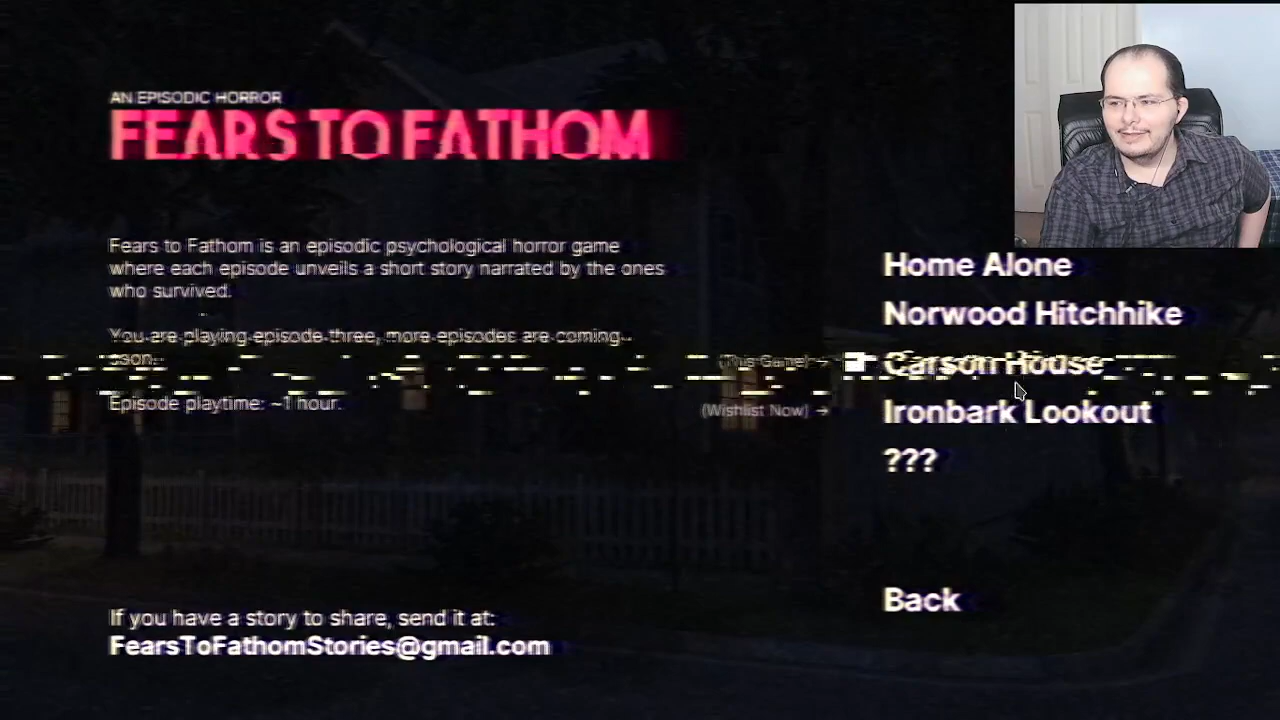 AN EPISODIC HORROR
FEARS TO FATHOM
Fears to Fathom is an episodic psychological horror game
where each episode unveils a short story narrated by the ones
who survived.
You are playing episode three, more episodes are coming
soon.
Episode playtime: ~1 hour.
If you have a story to share, send it at:
FearsToFathomStories@gmail.com
Home Alone
Norwood Hitchhike
(This Game) → Carson House
(Wishlist Now) → Ironbark Lookout
???
Back